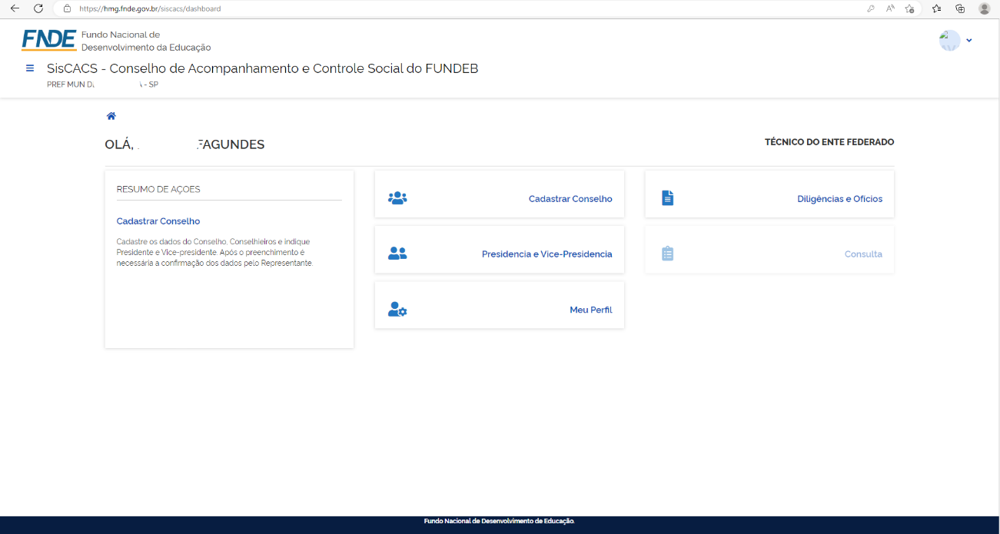 https://hmg.fnde.gov.br/siscacs/dashboard
FNDE Fundo Nacional de
Desenvolvimento da Educação
SisCACS - Conselho de Acompanhamento e Controle Social do FUNDEB
PREF MUN - SP
OLÁ, FAGUNDES
TÉCNICO DO ENTE FEDERADO
RESUMO DE AÇOES
Cadastrar Conselho
Cadastre os dados do Conselho, Conselhieiros e indique
Presidente e Vice-presidente. Após o preenchimento é
necessária a confirmação dos dados pelo Representante.
Cadastrar Conselho
Presidencia e Vice-Presidencia
Meu Perfil
Diligências e Ofícios
Consulta
Fundo Nacional de Desenvolvimento de Educação.